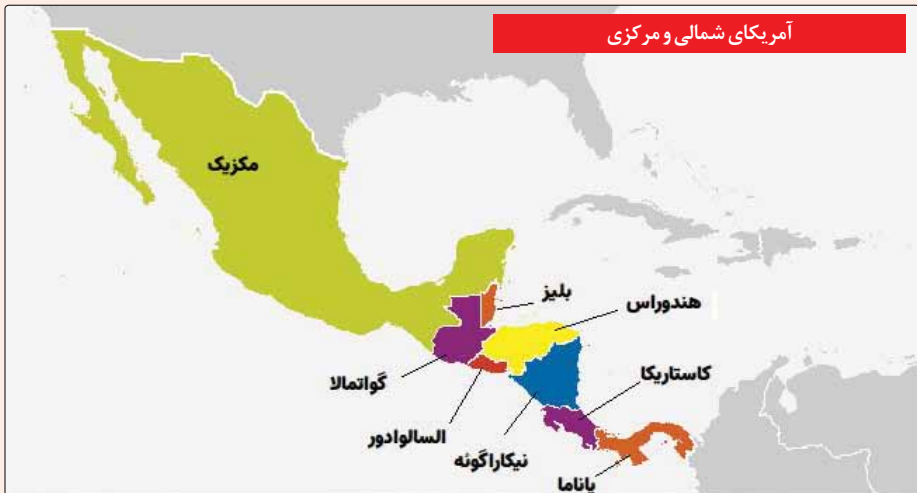 آمریکای شمالی و مرکزی
مکزیک
بلیز
هندوراس
گواتمالا
کاستاریکا
السالوادور
نیکاراگوئه
پاناما